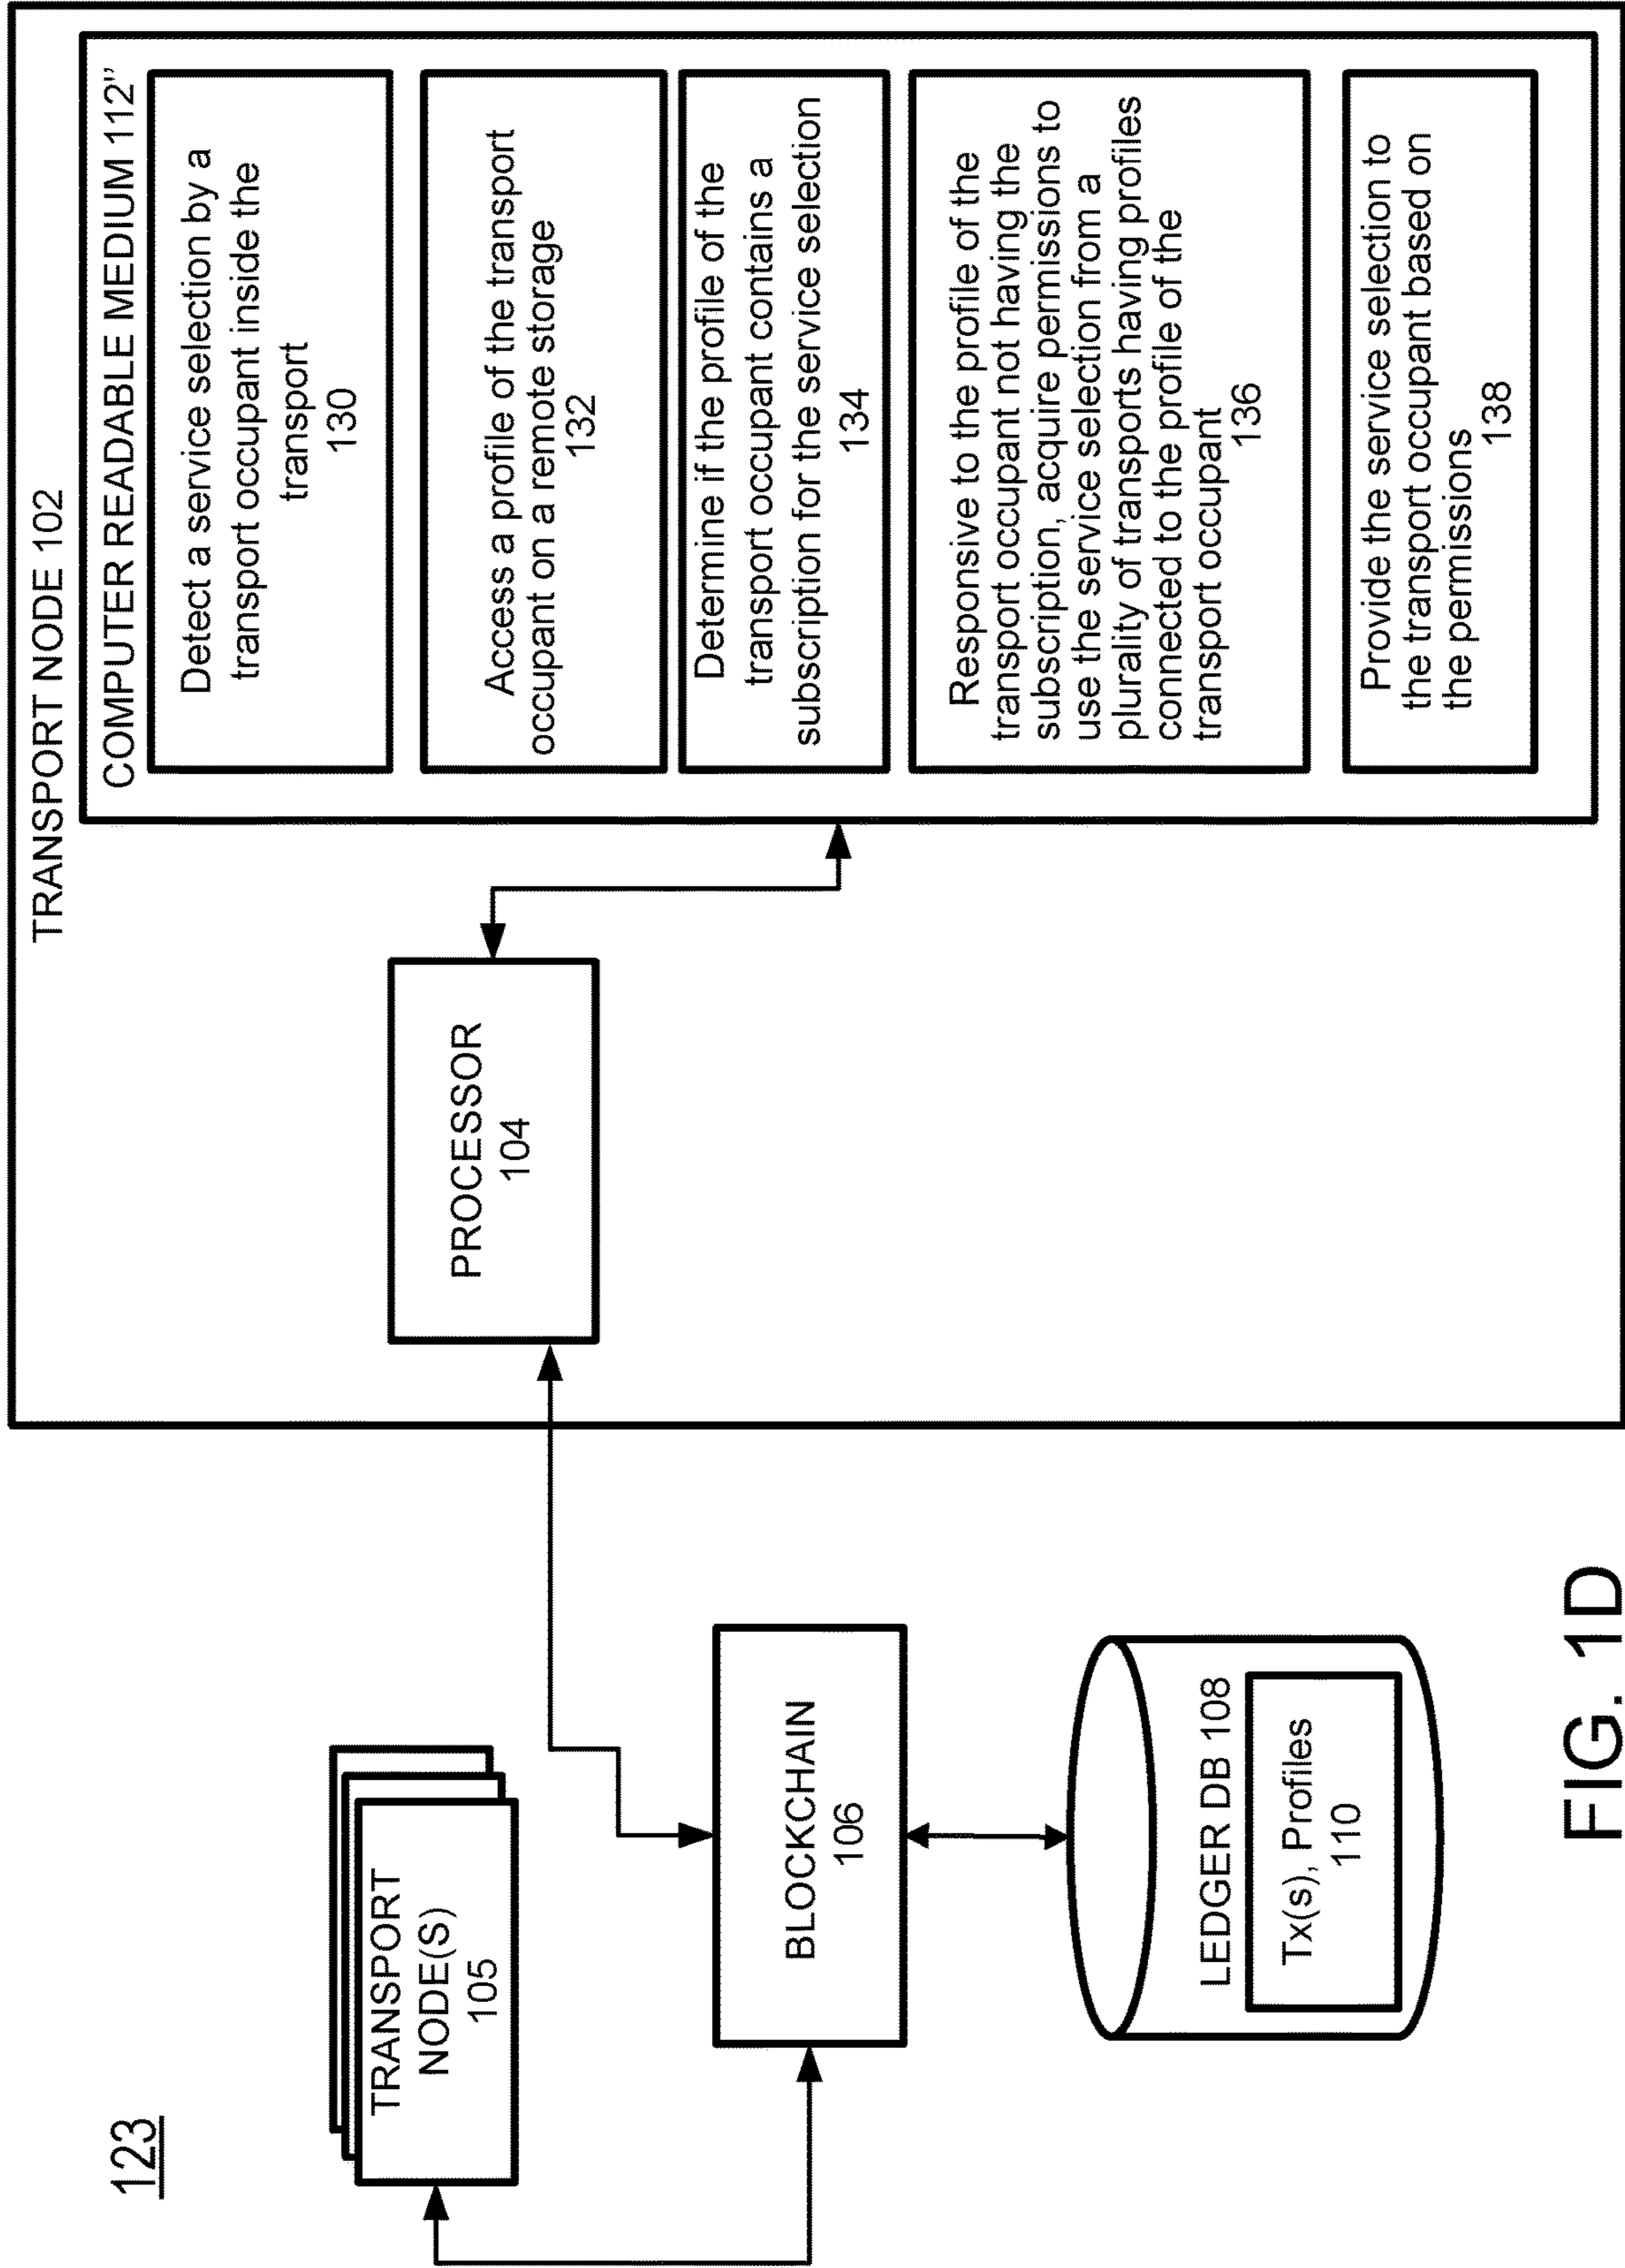 123
TRANSPORT NODE 102
COMPUTER READABLE MEDIUM 112"
Detect a service selection by a
transport occupant inside the
transport
130
Access a profile of the transport
occupant on a remote storage
132
Determine if the profile of the
transport occupant contains a
subscription for the service selection
134
Responsive to the profile of the
transport occupant not having the
subscription, acquire permissions to
use the service selection from a
plurality of transports having profiles
connected to the profile of the
transport occupant
136
Provide the service selection to
the transport occupant based on
the permissions
138
PROCESSOR
104
TRANSPORT
NODE(S)
105
BLOCKCHAIN
106
LEDGER DB 108
Tx(s), Profiles
110
FIG. 1D